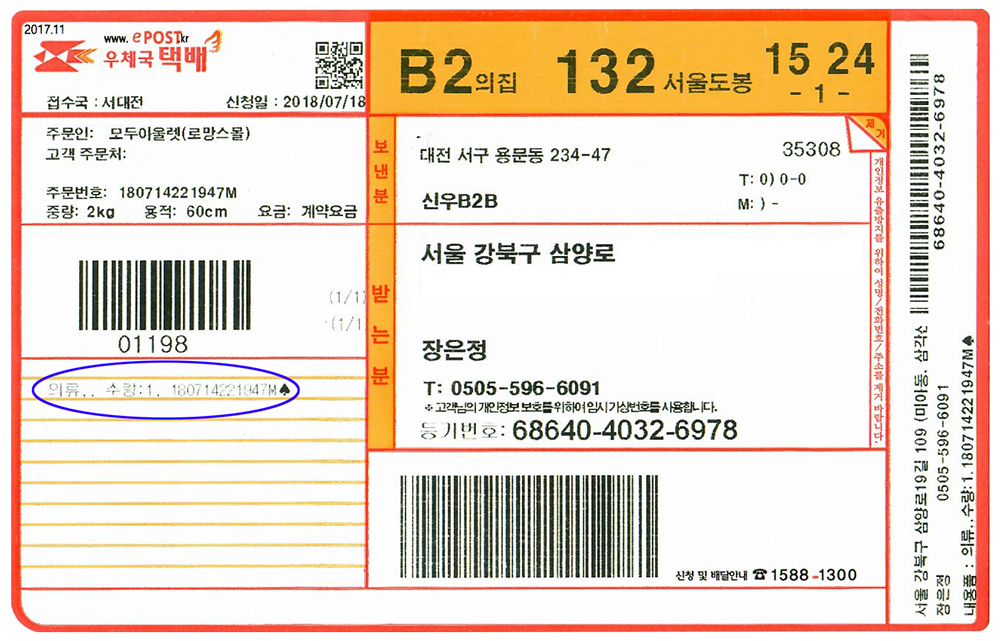 2017.11
www.ePOST.kr
우체국 택배
접수국 : 서대전
신청일 : 2018/07/18
B2의집 132 서울도봉 15 24
- 1 -
주문인: 모두아울렛(로망스몰)
고객 주문처:
주문번호: 180714221947M
중량: 2kg 용적: 60cm 요금: 계약요금
01198
(1/1)
(1/1)
의류.. 수량:1. 180714221947M♠
보낸분
대전 서구 용문동 234-47
35308
T: 0) 0-0
신우B2B
M: ) -
제거
받는분
서울 강북구 삼양로
장은정
T: 0505-596-6091
※ 고객님의 개인정보 보호를 위하여 임시 가상번호를 사용합니다.
등기번호: 68640-4032-6978
신청 및 배달안내 ☎ 1588-1300
개인정보 유출방지를 위하여 성명/전화번호/주소를 제거 바랍니다.
68640-4032-6978
서울 강북구 삼양로19길 109 (미아동, 삼각산
장은정 0505-596-6091
내용품 : 의류..수량:1.180714221947M♠